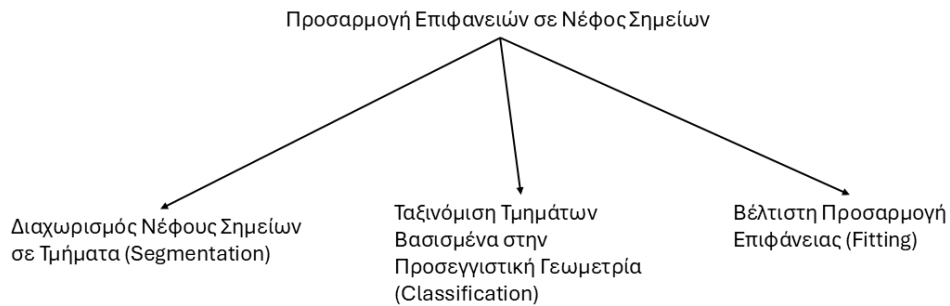 Προσαρμογή Επιφανειών σε Νέφος Σημείων
Διαχωρισμός Νέφους Σημείων
σε Τμήματα (Segmentation)
Ταξινόμιση Τμημάτων
Βασισμένα στην
Προσεγγιστική Γεωμετρία
(Classification)
Βέλτιστη Προσαρμογή
Επιφάνειας (Fitting)